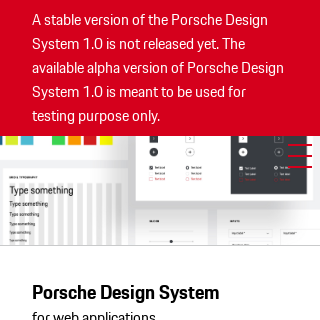 A stable version of the Porsche Design
System 1.0 is not released yet. The
available alpha version of Porsche Design
System 1.0 is meant to be used for
testing purpose only.
Type something
Type something
Type something
Type something
Porsche Design System
for web applications